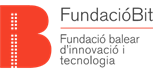 FundacióBit
Fundació balear
d'innovació i
tecnologia